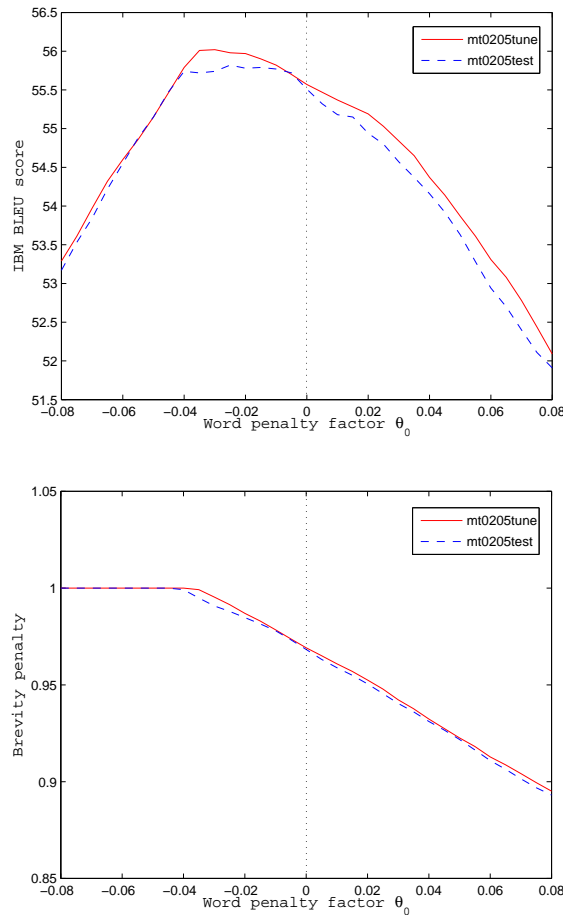 56.5
56
55.5
55
54.5
54
53.5
53
52.5
52
51.5
IBM BLEU score
mt0205tune
mt0205test
−0.08 −0.06 −0.04 −0.02 0 0.02 0.04 0.06 0.08
Word penalty factor θ0
1.05
1
0.95
0.9
0.85
Brevity penalty
mt0205tune
mt0205test
−0.08 −0.06 −0.04 −0.02 0 0.02 0.04 0.06 0.08
Word penalty factor θ0